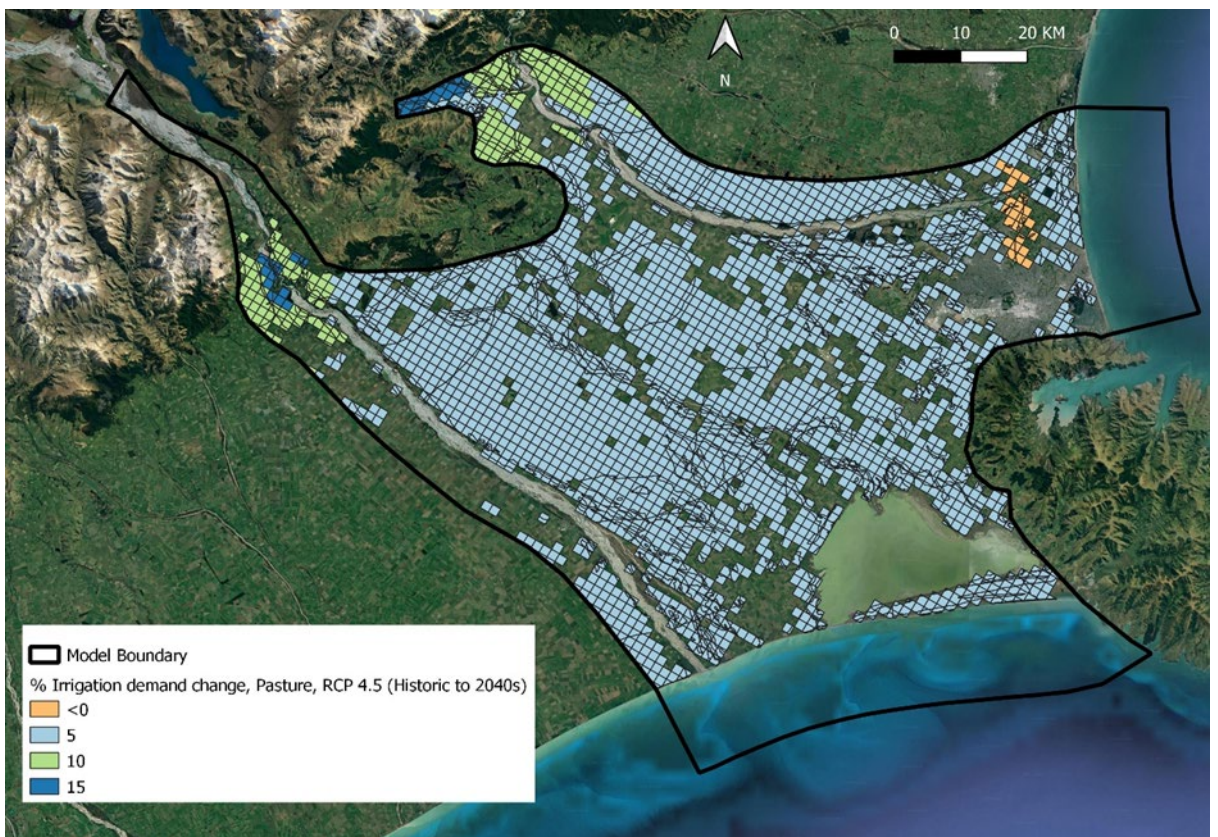 0 10 20 KM
N
Model Boundary
% Irrigation demand change, Pasture, RCP 4.5 (Historic to 2040s)
<0
5
10
15